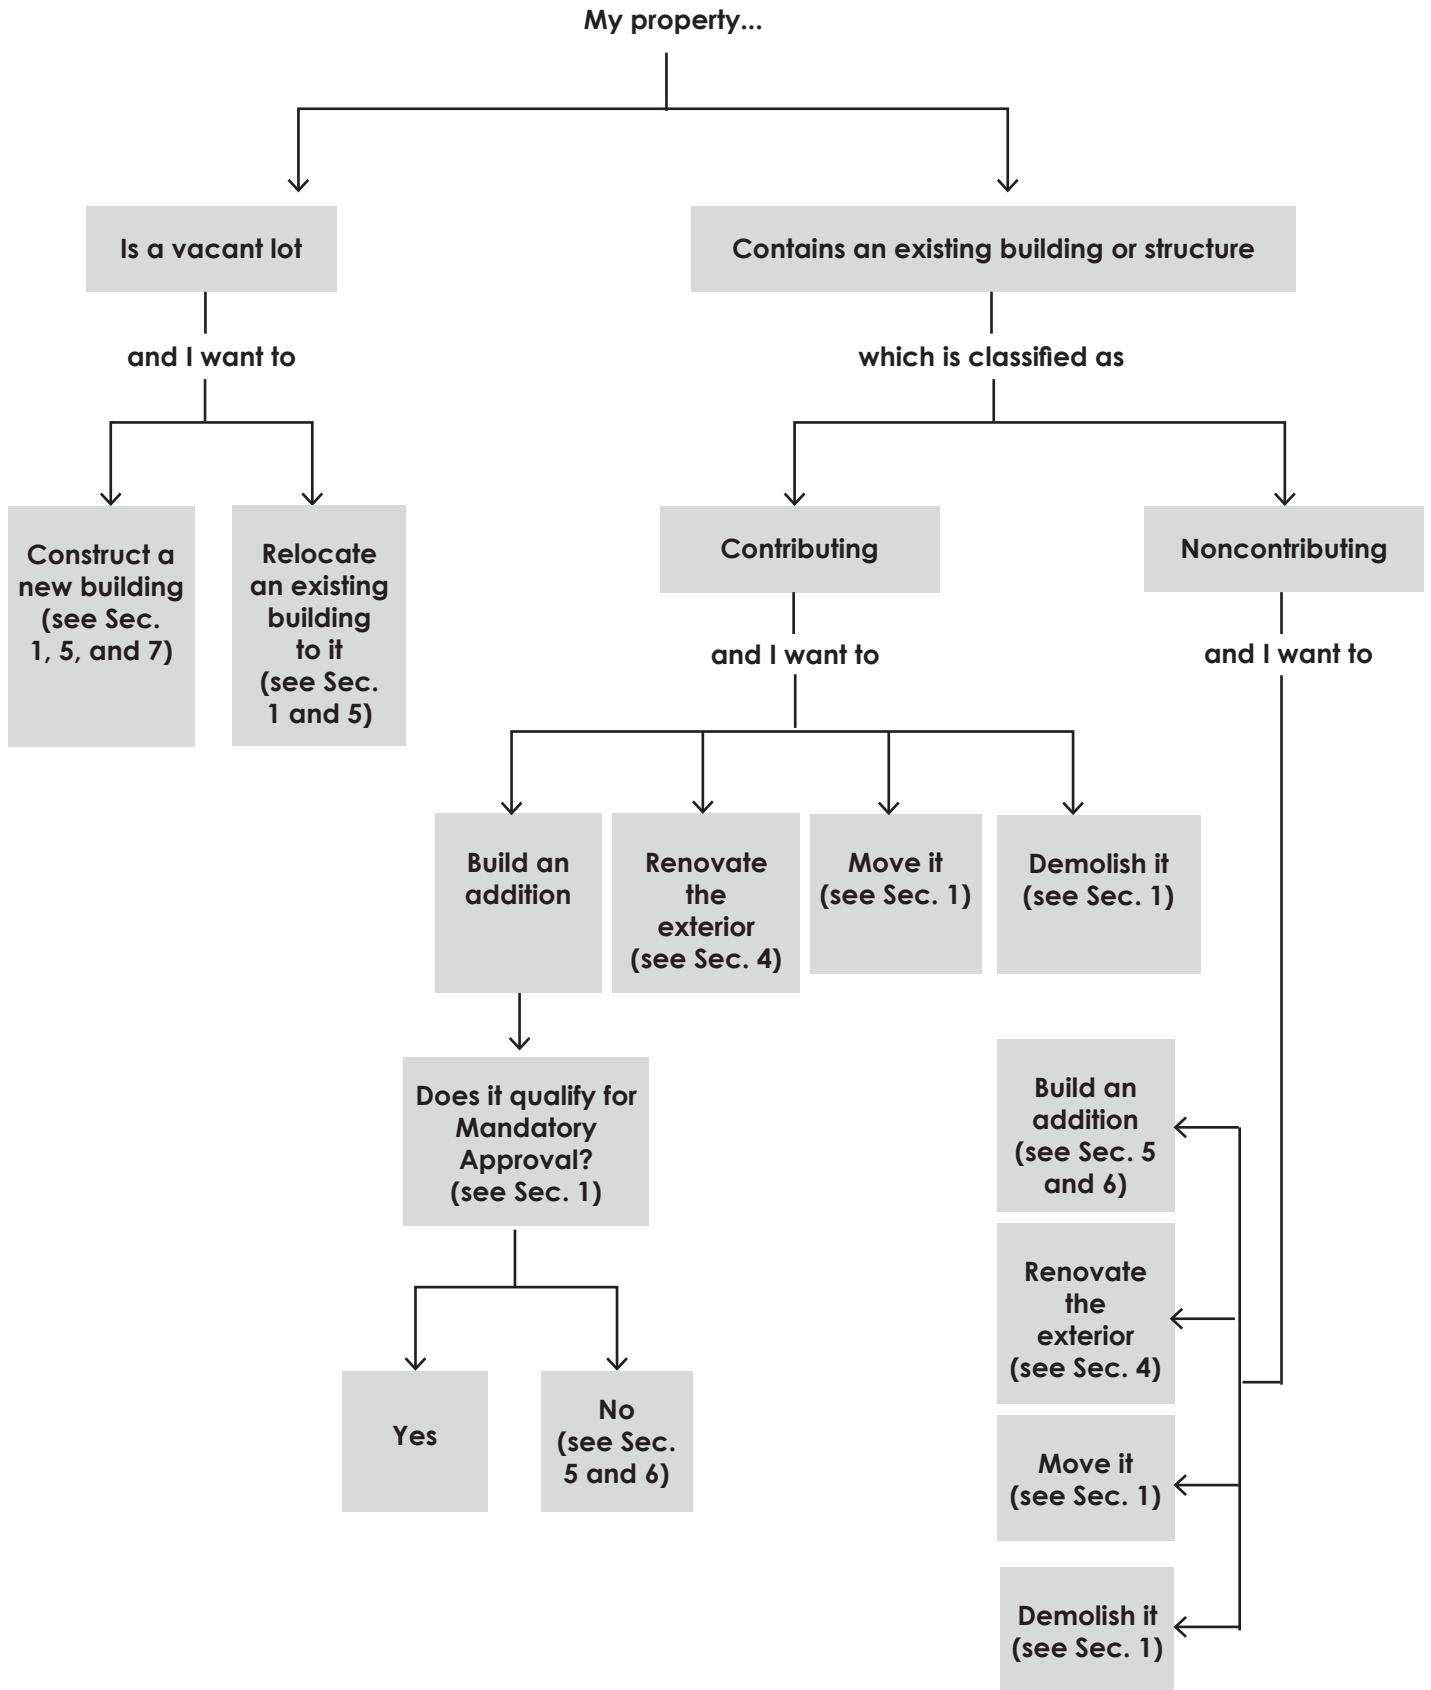 My property...
Is a vacant lot
Contains an existing building or structure
and I want to
which is classified as
Construct a
new building
(see Sec.
1, 5, and 7)
Relocate
an existing
building
to it
(see Sec.
1 and 5)
Contributing
Noncontributing
and I want to
and I want to
Build an
addition
Renovate
the
exterior
(see Sec. 4)
Move it
(see Sec. 1)
Demolish it
(see Sec. 1)
Does it qualify for
Mandatory
Approval?
(see Sec. 1)
Yes
No
(see Sec.
5 and 6)
Build an
addition
(see Sec. 5
and 6)
Renovate
the
exterior
(see Sec. 4)
Move it
(see Sec. 1)
Demolish it
(see Sec. 1)